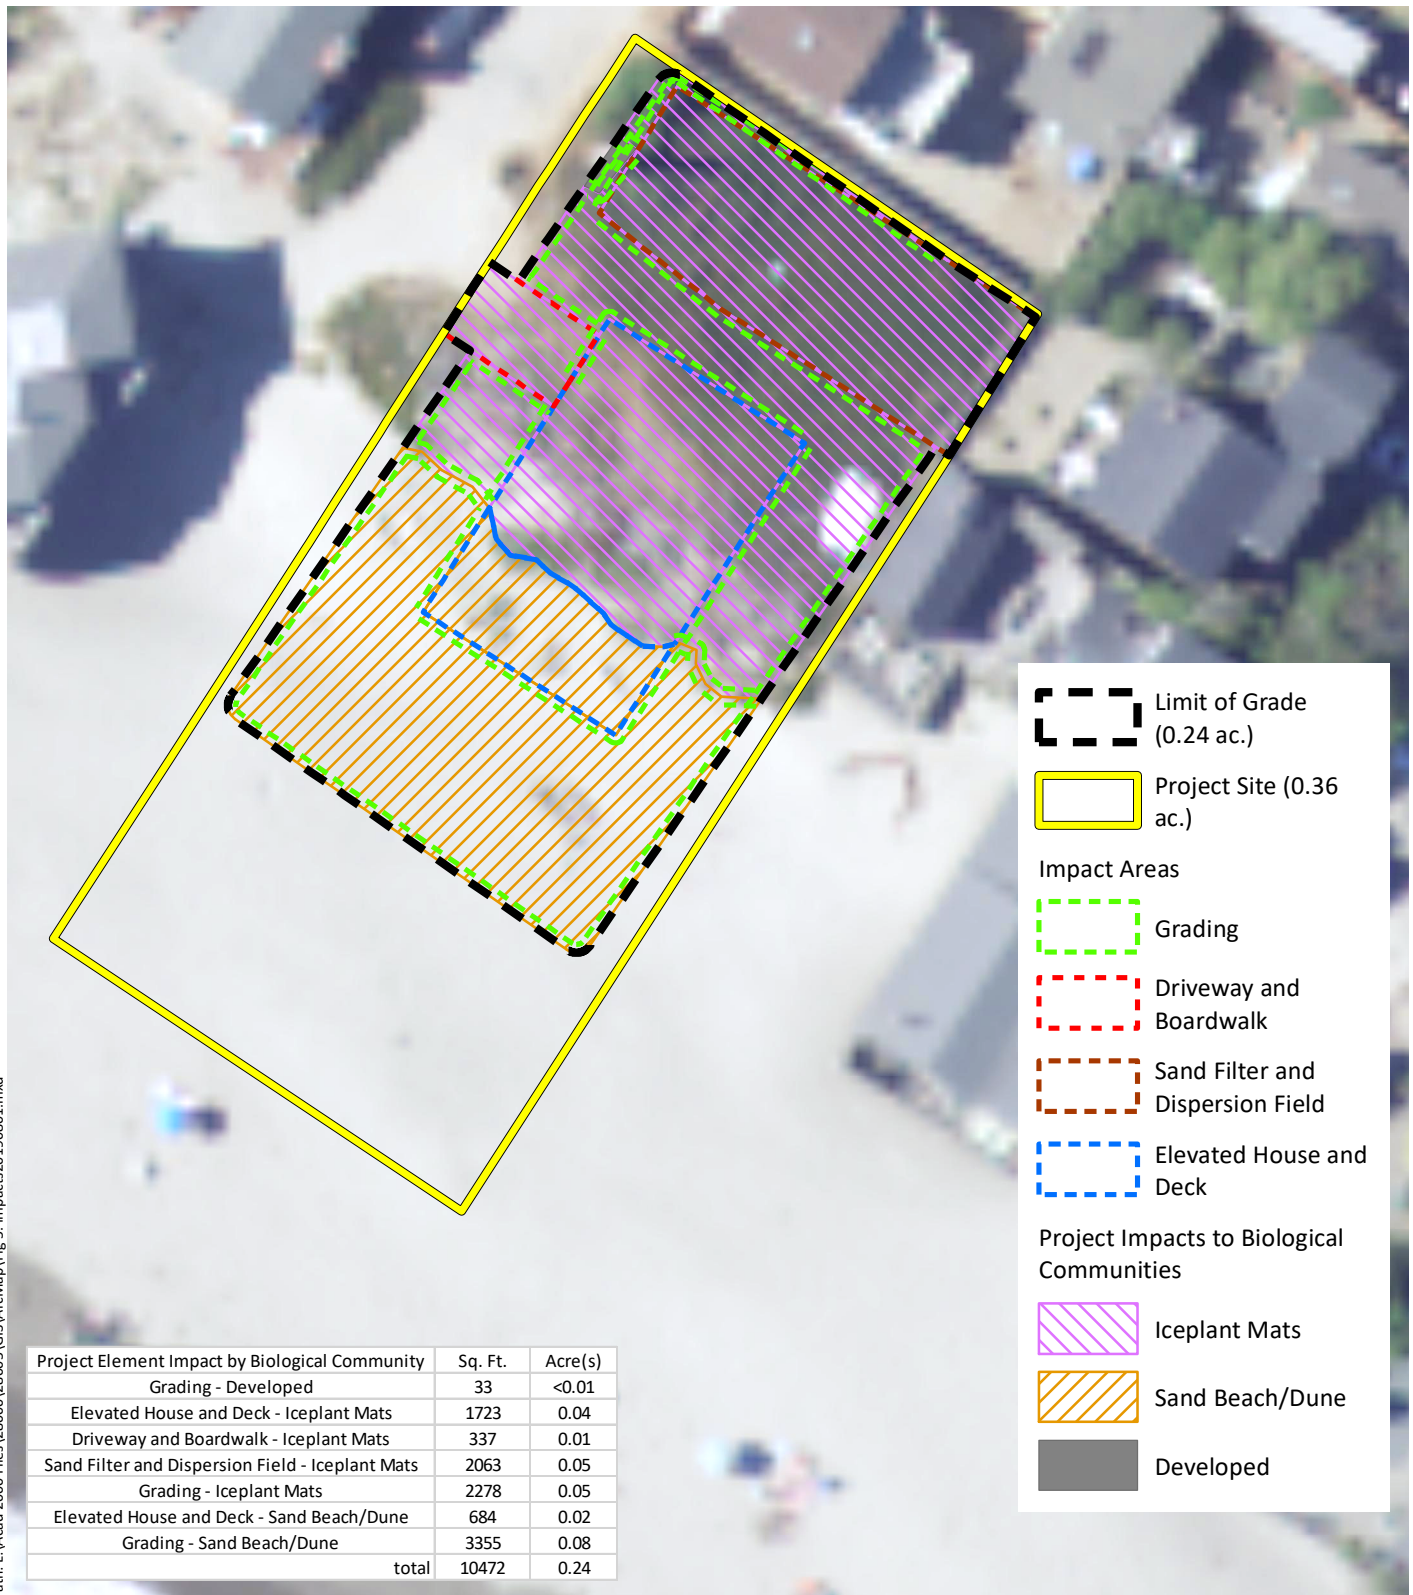 Limit of Grade
(0.24 ac.)
Project Site (0.36
ac.)
Impact Areas
Grading
Driveway and
Boardwalk
Sand Filter and
Dispersion Field
Elevated House and
Deck
Project Impacts to Biological
Communities
Iceplant Mats
Sand Beach/Dune
Developed
Project Element Impact by Biological Community Sq. Ft. Acre(s)
Grading - Developed 33 <0.01
Elevated House and Deck - Iceplant Mats 1723 0.04
Driveway and Boardwalk - Iceplant Mats 337 0.01
Sand Filter and Dispersion Field - Iceplant Mats 2063 0.05
Grading - Iceplant Mats 2278 0.05
Elevated House and Deck - Sand Beach/Dune 684 0.02
Grading - Sand Beach/Dune 3355 0.08
total 10472 0.24